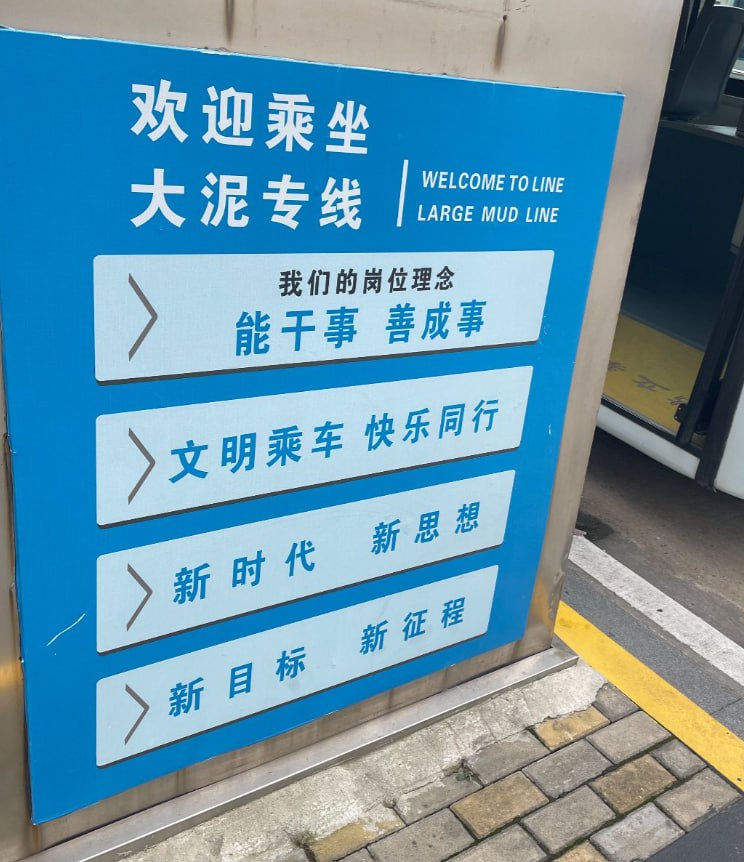 欢迎乘坐
大泥专线
WELCOME TO LINE
LARGE MUD LINE
我们的岗位理念
能干事 善成事
文明乘车 快乐同行
新时代 新思想
新目标 新征程